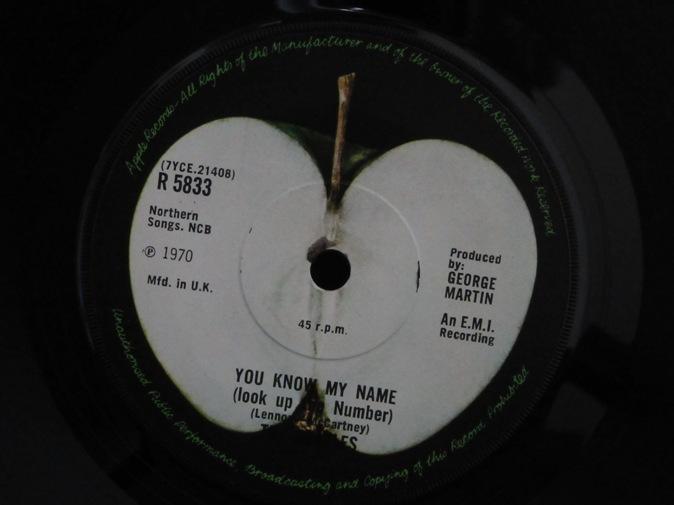 Apple Records. All Rights of the Manufacturer and of the Owner of the Recorded Work Reserved
(7YCE.21408)
R 5833
Northern
Songs. NCB
℗ 1970
Mfd. in U.K.
Produced
by:
GEORGE
MARTIN
An E.M.I.
Recording
45 r.p.m.
YOU KNOW MY NAME
(look up Number)
Unauthorised Public Performance Broadcasting and Copying of this Record Prohibited